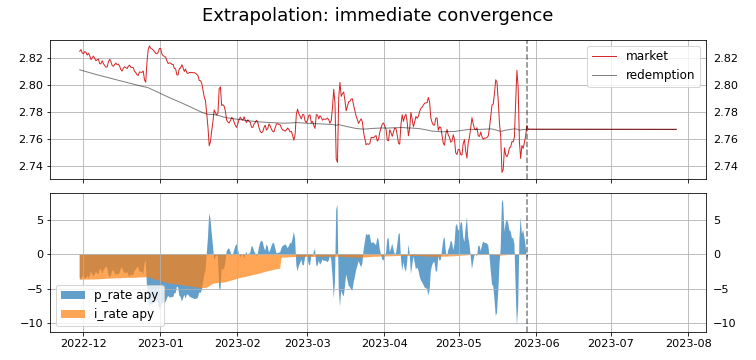 Extrapolation: immediate convergence
2.82 2.82
2.80 2.80
2.78 2.78
2.76 2.76
2.74 2.74
market
redemption
5 5
0 0
−5 −5
−10 −10
p_rate apy
i_rate apy
2022-12 2023-01 2023-02 2023-03 2023-04 2023-05 2023-06 2023-07 2023-08